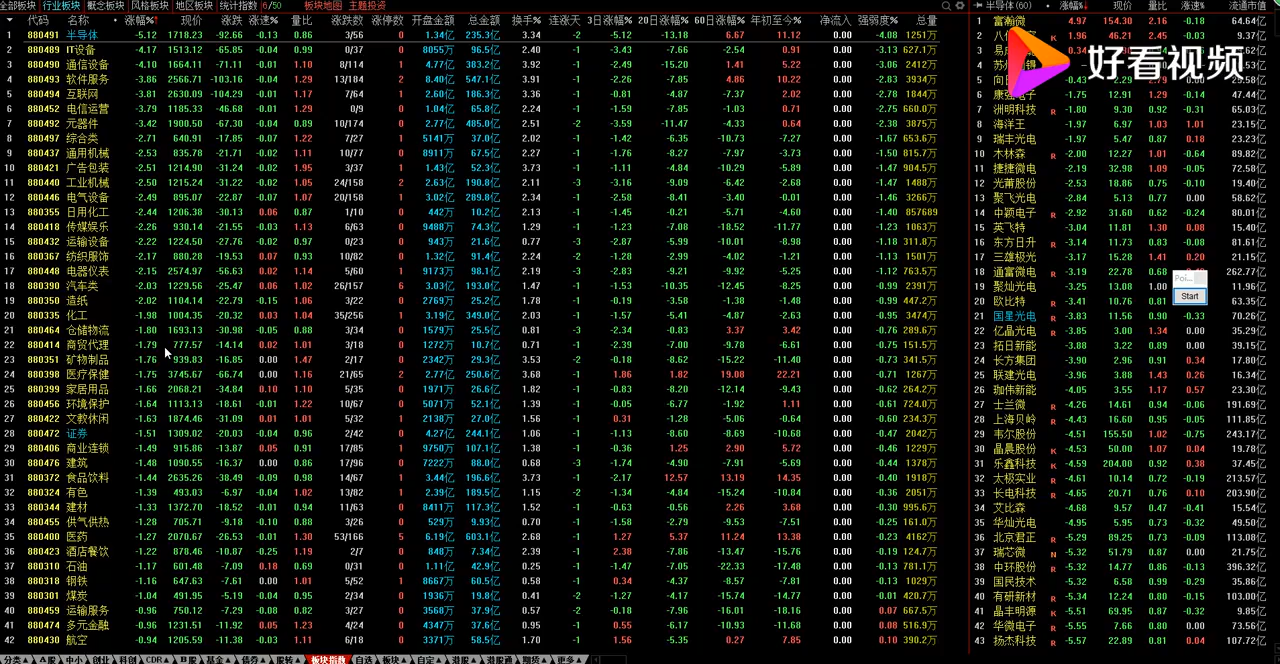 全部板块 行业板块 概念板块 风格板块 地区板块 统计指数 6/50 板块地图 主题投资
代码 名称 涨幅% 现价 涨跌 涨速% 量比 涨跌数 涨停数 开盘金额 总金额 换手% 连涨天 3日涨幅% 20日涨幅% 60日涨幅% 年初至今% 净流入 强弱度% 总量
1 880491 半导体 -5.12 1718.23 -92.66 -0.13 0.88 3/56 0 1.34亿 235.3亿 3.34 -2 -5.12 -13.18 6.67 11.12 0.00 -4.08 1251万
2 880489 IT设备 -4.17 1513.12 -65.85 -0.04 0.99 0/37 0 8055万 96.5亿 2.40 -1 -3.43 -7.66 -2.54 0.91 0.00 -3.13 627.1万
3 880490 通信设备 -4.10 1664.11 -71.11 -0.01 1.10 8/114 0 4.77亿 383.2亿 3.92 -1 -2.49 -15.20 1.41 5.22 0.00 -3.06 2412万
4 880493 软件服务 -3.86 2566.71 -103.16 -0.04 1.29 13/184 2 8.40亿 547.1亿 3.91 -1 -2.26 -7.85 4.86 10.22 0.00 -2.83 3934万
5 880494 互联网 -3.81 2630.09 -104.29 -0.01 1.17 7/64 1 2.60亿 186.3亿 3.36 -1 -0.81 -4.87 -7.37 2.02 0.00 -2.78 1844万
6 880452 电信运营 -3.79 1185.33 -46.68 -0.01 1.29 0/9 0 1.04亿 65.8亿 2.24 -1 -1.59 -7.85 -1.03 0.71 0.00 -2.75 660.0万
7 880492 元器件 -3.42 1900.50 -67.30 -0.04 0.89 10/174 0 2.77亿 485.0亿 2.51 -2 -3.59 -11.47 -4.33 0.64 0.00 -2.38 3875万
8 880497 综合类 -2.71 640.91 -17.85 -0.07 1.22 7/27 1 5141万 37.0亿 2.05 -1 -1.42 -6.35 -10.73 -7.27 0.00 -1.67 653.6万
9 880437 通用机械 -2.53 835.78 -21.71 -0.02 1.11 10/77 0 8911万 67.5亿 2.27 -1 -1.76 -8.27 -7.97 -3.73 0.00 -1.50 815.7万
10 880421 广告包装 -2.51 1214.90 -31.24 -0.02 1.95 3/37 1 1.43亿 52.3亿 3.73 -1 -1.11 -4.84 -10.29 -5.89 0.00 -1.47 904.5万
11 880440 工业机械 -2.50 1215.24 -31.22 -0.02 1.05 24/158 2 2.63亿 190.8亿 2.11 -3 -3.16 -9.09 -6.42 -2.68 0.00 -1.47 1488万
12 880446 电气设备 -2.49 895.07 -22.87 -0.07 1.07 20/158 1 3.02亿 289.8亿 2.34 -1 -2.58 -8.41 -3.40 -0.01 0.00 -1.46 3266万
13 880355 日用化工 -2.44 1206.38 -30.13 0.06 0.87 1/10 0 442万 10.2亿 2.13 -1 -1.45 -0.21 -5.71 -4.60 0.00 -1.40 857689
14 880418 传媒娱乐 -2.26 930.14 -21.55 -0.03 1.13 6/63 0 9488万 74.3亿 1.29 -1 -1.23 -7.08 -18.52 -11.77 0.00 -1.23 1063万
15 880432 运输设备 -2.22 1224.50 -27.76 -0.02 0.97 0/23 0 943万 21.6亿 0.77 -3 -2.87 -5.99 -10.01 -8.98 0.00 -1.18 311.8万
16 880367 纺织服饰 -2.17 880.28 -19.53 0.07 0.93 10/82 1 1.32亿 91.4亿 2.24 -2 -1.28 -2.99 -4.02 -1.21 0.00 -1.13 1501万
17 880448 电器仪表 -2.15 2574.97 -56.63 0.02 1.14 5/60 1 9173万 98.1亿 2.19 -3 -2.83 -9.21 -9.92 -5.25 0.00 -1.12 763.5万
18 880390 汽车类 -2.03 1229.56 -25.47 0.06 1.02 26/157 6 3.03亿 193.0亿 1.47 -3 -1.53 -10.35 -12.45 -8.25 0.00 -0.99 2391万
19 880350 造纸 -2.02 1104.14 -22.79 -0.15 1.06 3/22 0 2769万 25.2亿 1.78 -1 -0.19 -3.58 -1.38 -1.48 0.00 -0.99 447.2万
20 880335 化工 -1.98 1004.35 -20.32 0.03 1.04 35/256 1 3.19亿 349.0亿 2.03 -1 -1.57 -5.41 -4.87 -2.63 0.00 -0.95 3474万
21 880464 仓储物流 -1.80 1693.13 -30.98 -0.05 0.88 3/34 1 1579万 25.5亿 0.81 -3 -2.34 -0.83 3.37 3.42 0.00 -0.76 289.6万
22 880414 商贸代理 -1.79 777.57 -14.14 0.02 1.01 3/18 0 1272万 10.7亿 0.71 -1 -2.39 -7.00 -9.78 -6.61 0.00 -0.75 151.5万
23 880351 矿物制品 -1.76 939.83 -16.85 0.00 1.47 2/17 0 2342万 29.3亿 3.53 -2 -0.18 -8.62 -15.22 -11.40 0.00 -0.73 341.5万
24 880398 医疗保健 -1.75 3745.67 -66.74 0.00 1.16 21/65 2 2.77亿 250.6亿 3.68 -1 1.86 1.82 19.08 22.21 0.00 -0.71 1267万
25 880399 家居用品 -1.66 2068.21 -34.84 0.10 1.10 5/35 0 1971万 26.6亿 1.82 -1 -0.83 -8.20 -12.14 -9.43 0.00 -0.62 264.2万
26 880456 环境保护 -1.64 1113.13 -18.61 -0.01 1.22 10/67 0 5071万 50.9亿 1.39 -1 -0.05 -6.77 -1.92 1.11 0.00 -0.61 724.0万
27 880422 文教休闲 -1.63 1874.46 -31.09 0.01 1.01 5/32 1 2138万 27.0亿 1.56 -1 0.31 -1.28 -5.06 -0.64 0.00 -0.60 234.3万
28 880472 证券 -1.51 1309.02 -20.03 -0.04 0.96 2/42 0 4.27亿 244.1亿 1.06 -1 -1.13 -8.60 -8.69 -10.68 0.00 -0.47 2042万
29 880406 商业连锁 -1.49 915.86 -13.87 0.05 0.91 17/85 1 9750万 107.1亿 1.38 -1 -0.36 1.25 2.90 5.72 0.00 -0.46 1229万
30 880476 建筑 -1.48 1090.55 -16.37 0.00 0.86 17/96 0 7222万 88.0亿 0.68 -3 -1.74 -4.90 -7.91 -5.69 0.00 -0.44 1378万
31 880372 食品饮料 -1.44 2635.26 -38.49 -0.09 0.98 14/67 1 3.44亿 196.6亿 3.73 -1 -2.17 12.57 13.19 14.35 0.00 -0.40 1918万
32 880324 有色 -1.39 493.03 -6.97 -0.04 1.02 13/82 1 2.39亿 189.5亿 1.15 -2 -1.34 -4.84 -15.24 -10.84 0.00 -0.36 2051万
33 880344 建材 -1.33 1372.70 -18.52 -0.01 0.94 11/63 0 8411万 117.3亿 1.52 -1 -0.63 -0.56 2.26 3.68 0.00 -0.30 995.6万
34 880455 供气供热 -1.28 705.71 -9.18 -0.10 0.88 3/26 0 529万 9.93亿 0.70 -1 -1.58 -2.79 -9.53 -7.51 0.00 -0.25 161.0万
35 880400 医药 -1.27 2070.67 -26.53 -0.01 1.30 53/166 5 6.19亿 603.1亿 2.68 -1 1.20 5.37 11.24 13.38 0.00 -0.23 4162万
36 880423 酒店餐饮 -1.22 878.46 -10.87 -0.25 1.19 2/7 0 848万 7.34亿 2.39 -1 2.38 -7.86 -13.47 -15.76 0.00 -0.19 124.7万
37 880310 石油 -1.17 601.48 -7.09 0.18 0.69 0/31 0 1.11亿 42.9亿 0.25 -1 -1.47 -7.05 -22.33 -17.48 0.00 -0.13 781.1万
38 880318 钢铁 -1.16 647.63 -7.61 0.00 1.01 5/52 1 8667万 60.5亿 0.58 -1 0.34 -4.37 -8.57 -7.81 0.00 -0.13 1029万
39 880301 煤炭 -1.04 491.95 -5.19 -0.04 0.95 2/34 0 1936万 19.8亿 0.41 -2 -0.10 -2.95 -17.54 -14.77 0.00 -0.01 420.7万
40 880459 运输服务 -0.96 750.12 -7.29 -0.08 0.82 3/27 0 3568万 37.9亿 0.57 -2 -0.18 -7.96 -16.01 -18.16 0.00 0.07 667.5万
41 880474 多元金融 -0.96 1231.51 -11.92 0.05 1.23 4/24 0 4347万 37.6亿 0.95 -1 0.55 -6.17 -10.93 -11.68 0.00 0.08 516.9万
42 880430 航空 -0.94 1205.59 -11.38 -0.03 1.11 6/18 0 3371万 58.5亿 1.70 -1 1.56 -5.35 0.27 7.85 0.00 0.10 390.2万
半导体(60) 涨幅% 现价 量比 涨速% 流通市值
1 富瀚微 4.97 154.30 2.16 -0.18 64.64亿
1.96 46.21 2.45 -0.03 9.37亿
好看视频
6 康强电子 -1.75 12.91 1.29 -0.14 47.44亿
7 洲明科技 R -1.80 9.30 0.92 -0.31 65.03亿
8 海洋王 -1.97 6.97 1.03 1.01 23.15亿
9 瑞丰光电 -1.97 5.47 0.87 0.18 23.23亿
10 木林森 R -2.00 12.27 1.01 -0.64 89.82亿
11 捷捷微电 -2.19 32.98 1.09 -0.05 72.58亿
12 光莆股份 -2.53 18.86 0.75 -0.10 19.40亿
13 聚飞光电 -2.84 5.13 0.77 0.00 58.62亿
14 中颖电子 R -2.92 31.60 0.62 -0.24 80.01亿
15 英飞特 -3.04 11.81 1.30 0.08 15.40亿
16 东方日升 R -3.14 11.73 0.83 -0.08 81.61亿
17 三雄极光 -3.17 15.28 1.41 0.20 21.15亿
18 通富微电 R -3.19 22.78 0.68 262.77亿
19 聚灿光电 -3.25 13.08 1.00 11.96亿
20 欧比特 R -3.41 10.76 0.81 63.35亿
Start
21 国星光电 R -3.83 11.56 0.90 -0.33 70.26亿
22 亿晶光电 R -3.85 3.00 1.34 0.00 35.29亿
23 拓日新能 -3.88 3.22 0.89 0.00 39.15亿
24 长方集团 -3.90 2.96 0.91 0.34 17.80亿
25 联建光电 -3.96 3.88 1.43 0.26 16.34亿
26 珈伟新能 -4.05 3.55 1.17 0.57 23.30亿
27 士兰微 R -4.26 14.61 0.94 -0.06 191.69亿
28 上海贝岭 R -4.43 16.18 0.94 -0.11 111.85亿
29 韦尔股份 R -4.51 155.50 1.02 -0.75 243.17亿
30 晶晨股份 K -4.53 50.00 1.07 0.04 19.78亿
31 乐鑫科技 K -4.59 204.00 0.92 0.38 37.45亿
32 太极实业 R -4.61 10.14 0.72 -0.19 213.57亿
33 长电科技 R -4.65 20.71 0.76 0.10 203.90亿
34 艾比森 -4.68 9.57 0.47 -0.41 15.54亿
35 华灿光电 -4.95 5.95 0.73 -0.32 49.50亿
36 北京君正 R -5.29 89.25 0.73 -0.09 113.08亿
37 瑞芯微 N -5.32 51.79 0.87 0.00 21.75亿
38 中环股份 R -5.32 14.77 0.86 -0.13 396.32亿
39 国民技术 -5.32 6.58 0.99 -0.29 35.86亿
40 有研新材 R -5.34 12.24 0.80 -0.15 103.00亿
41 晶丰明源 K -5.51 69.95 0.87 -0.32 9.85亿
42 华微电子 R -5.55 7.66 0.80 0.00 73.56亿
43 扬杰科技 R -5.57 22.89 0.81 0.04 107.72亿
分类 A股 中小 创业 科创 CDR B股 基金 债券 股转 板块指数 自选 板块 自定 港股 港股通 期货 更多